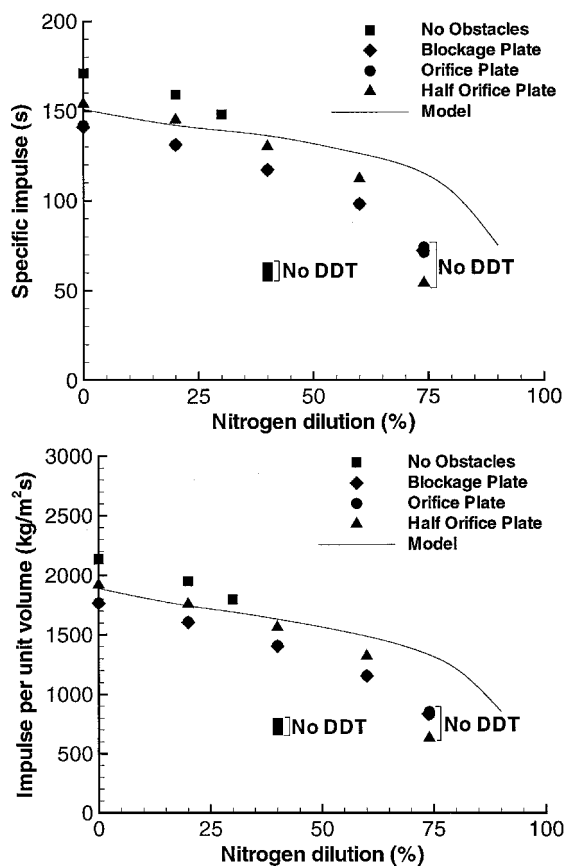 No Obstacles
Blockage Plate
Orifice Plate
Half Orifice Plate
Model
200
150
100
50
0
Specific impulse (s)
No DDT
No DDT
0
25
50
75
100
Nitrogen dilution (%)
3000
2500
2000
1500
1000
500
0
Impulse per unit volume (kg/m²s)
No Obstacles
Blockage Plate
Orifice Plate
Half Orifice Plate
Model
No DDT
No DDT
0
25
50
75
100
Nitrogen dilution (%)